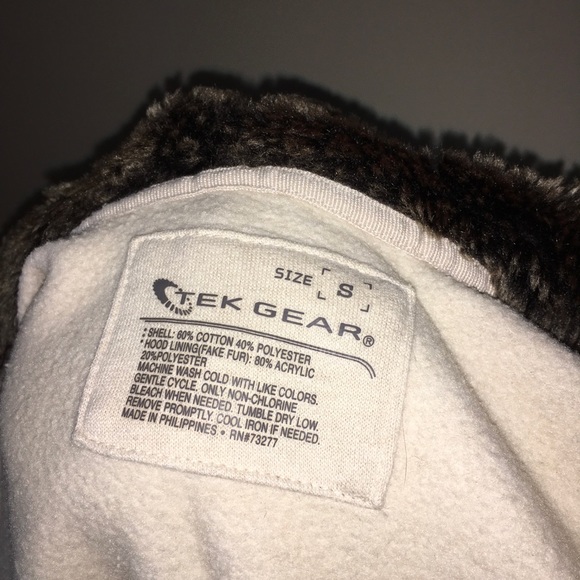 SIZE S
TEK GEAR®
: SHELL: 60% COTTON 40% POLYESTER
* HOOD LINING(FAKE FUR): 80% ACRYLIC
20%POLYESTER
MACHINE WASH COLD WITH LIKE COLORS.
GENTLE CYCLE. ONLY NON-CHLORINE
BLEACH WHEN NEEDED. TUMBLE DRY LOW.
REMOVE PROMPTLY. COOL IRON IF NEEDED.
MADE IN PHILIPPINES • RN#73277